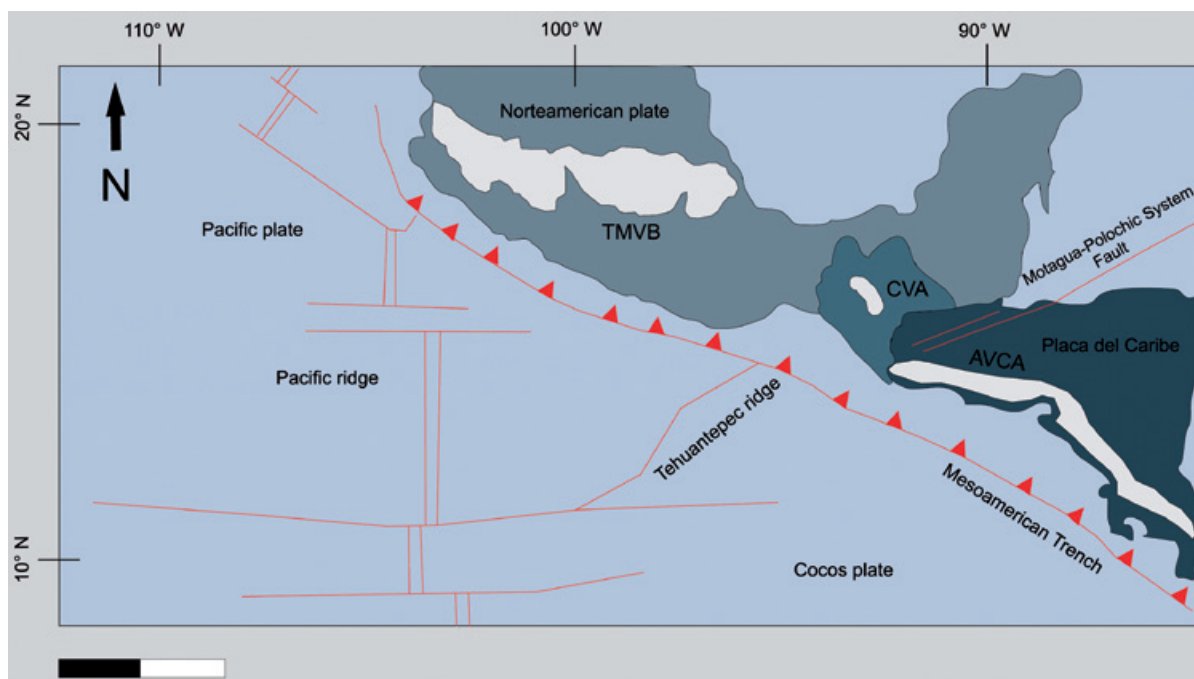 110° W
100° W
90° W
20° N
10° N
N
Norteamerican plate
Pacific plate
TMVB
CVA
Motagua-Polochic System
Fault
Placa del Caribe
AVCA
Pacific ridge
Tehuantepec ridge
Mesoamerican Trench
Cocos plate